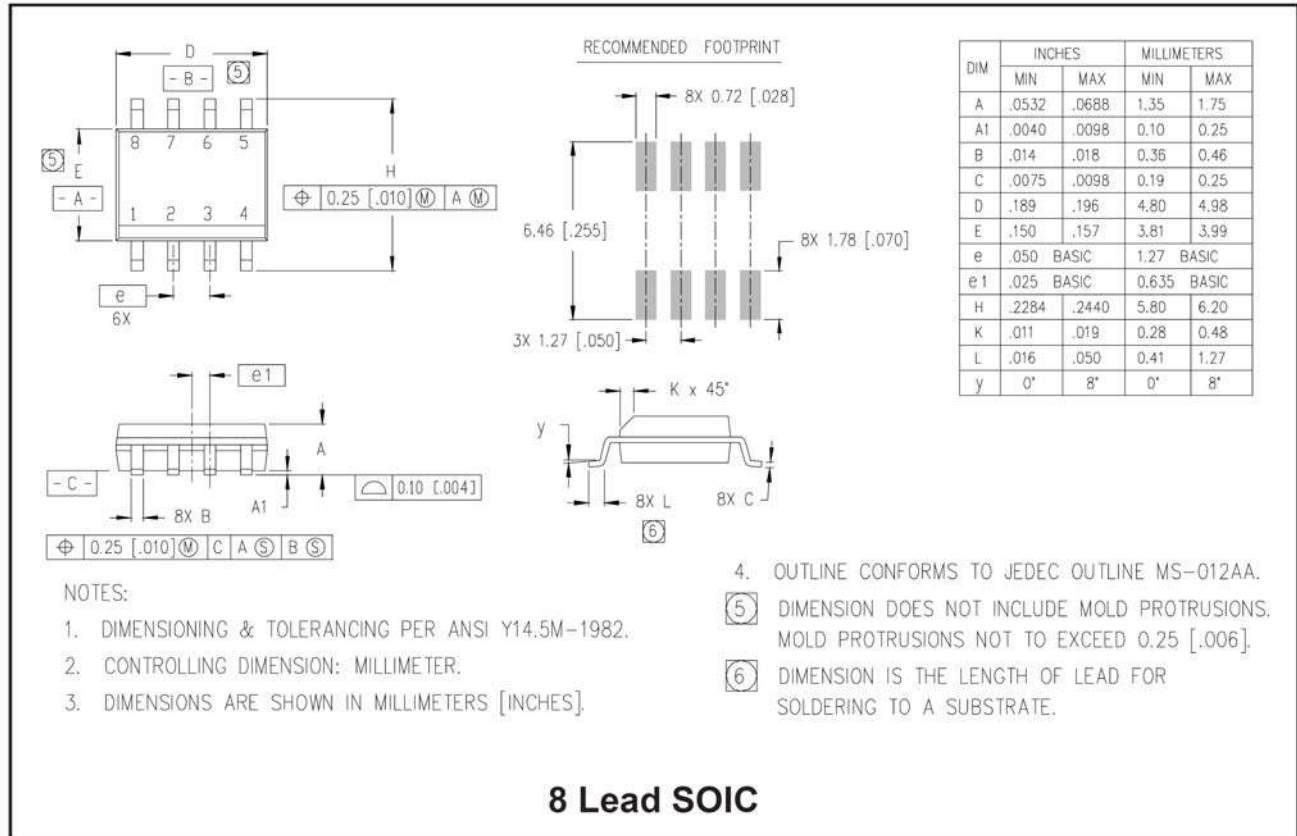 D
- B - 5
8 7 6 5
5 E
- A -
H
⌖ 0.25 [.010] Ⓜ A Ⓜ
1 2 3 4
e
6X
RECOMMENDED FOOTPRINT
8X 0.72 [.028]
6.46 [.255]
8X 1.78 [.070]
3X 1.27 [.050]
DIM INCHES MILLIMETERS
MIN MAX MIN MAX
A .0532 .0688 1.35 1.75
A1 .0040 .0098 0.10 0.25
B .014 .018 0.36 0.46
C .0075 .0098 0.19 0.25
D .189 .196 4.80 4.98
E .150 .157 3.81 3.99
e .050 BASIC 1.27 BASIC
e1 .025 BASIC 0.635 BASIC
H .2284 .2440 5.80 6.20
K .011 .019 0.28 0.48
L .016 .050 0.41 1.27
y 0° 8° 0° 8°
e1
A
- C -
A1
8X B
⌓ 0.10 [.004]
⌖ 0.25 [.010] Ⓜ C A Ⓢ B Ⓢ
K x 45°
y
8X L
6
8X C
NOTES:
1. DIMENSIONING & TOLERANCING PER ANSI Y14.5M-1982.
2. CONTROLLING DIMENSION: MILLIMETER.
3. DIMENSIONS ARE SHOWN IN MILLIMETERS [INCHES].
4. OUTLINE CONFORMS TO JEDEC OUTLINE MS-012AA.
5 DIMENSION DOES NOT INCLUDE MOLD PROTRUSIONS.
MOLD PROTRUSIONS NOT TO EXCEED 0.25 [.006].
6 DIMENSION IS THE LENGTH OF LEAD FOR
SOLDERING TO A SUBSTRATE.
8 Lead SOIC